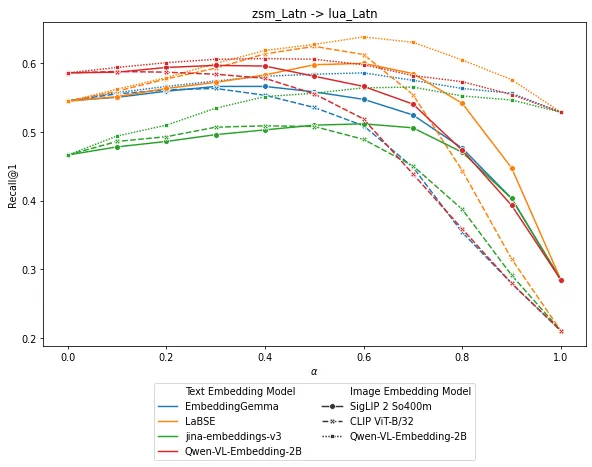 zsm_Latn -> lua_Latn
Recall@1
0.6
0.5
0.4
0.3
0.2
0.0
0.2
0.4
0.6
0.8
1.0
α
Text Embedding Model
EmbeddingGemma
LaBSE
jina-embeddings-v3
Qwen-VL-Embedding-2B
Image Embedding Model
SigLIP 2 So400m
CLIP ViT-B/32
Qwen-VL-Embedding-2B